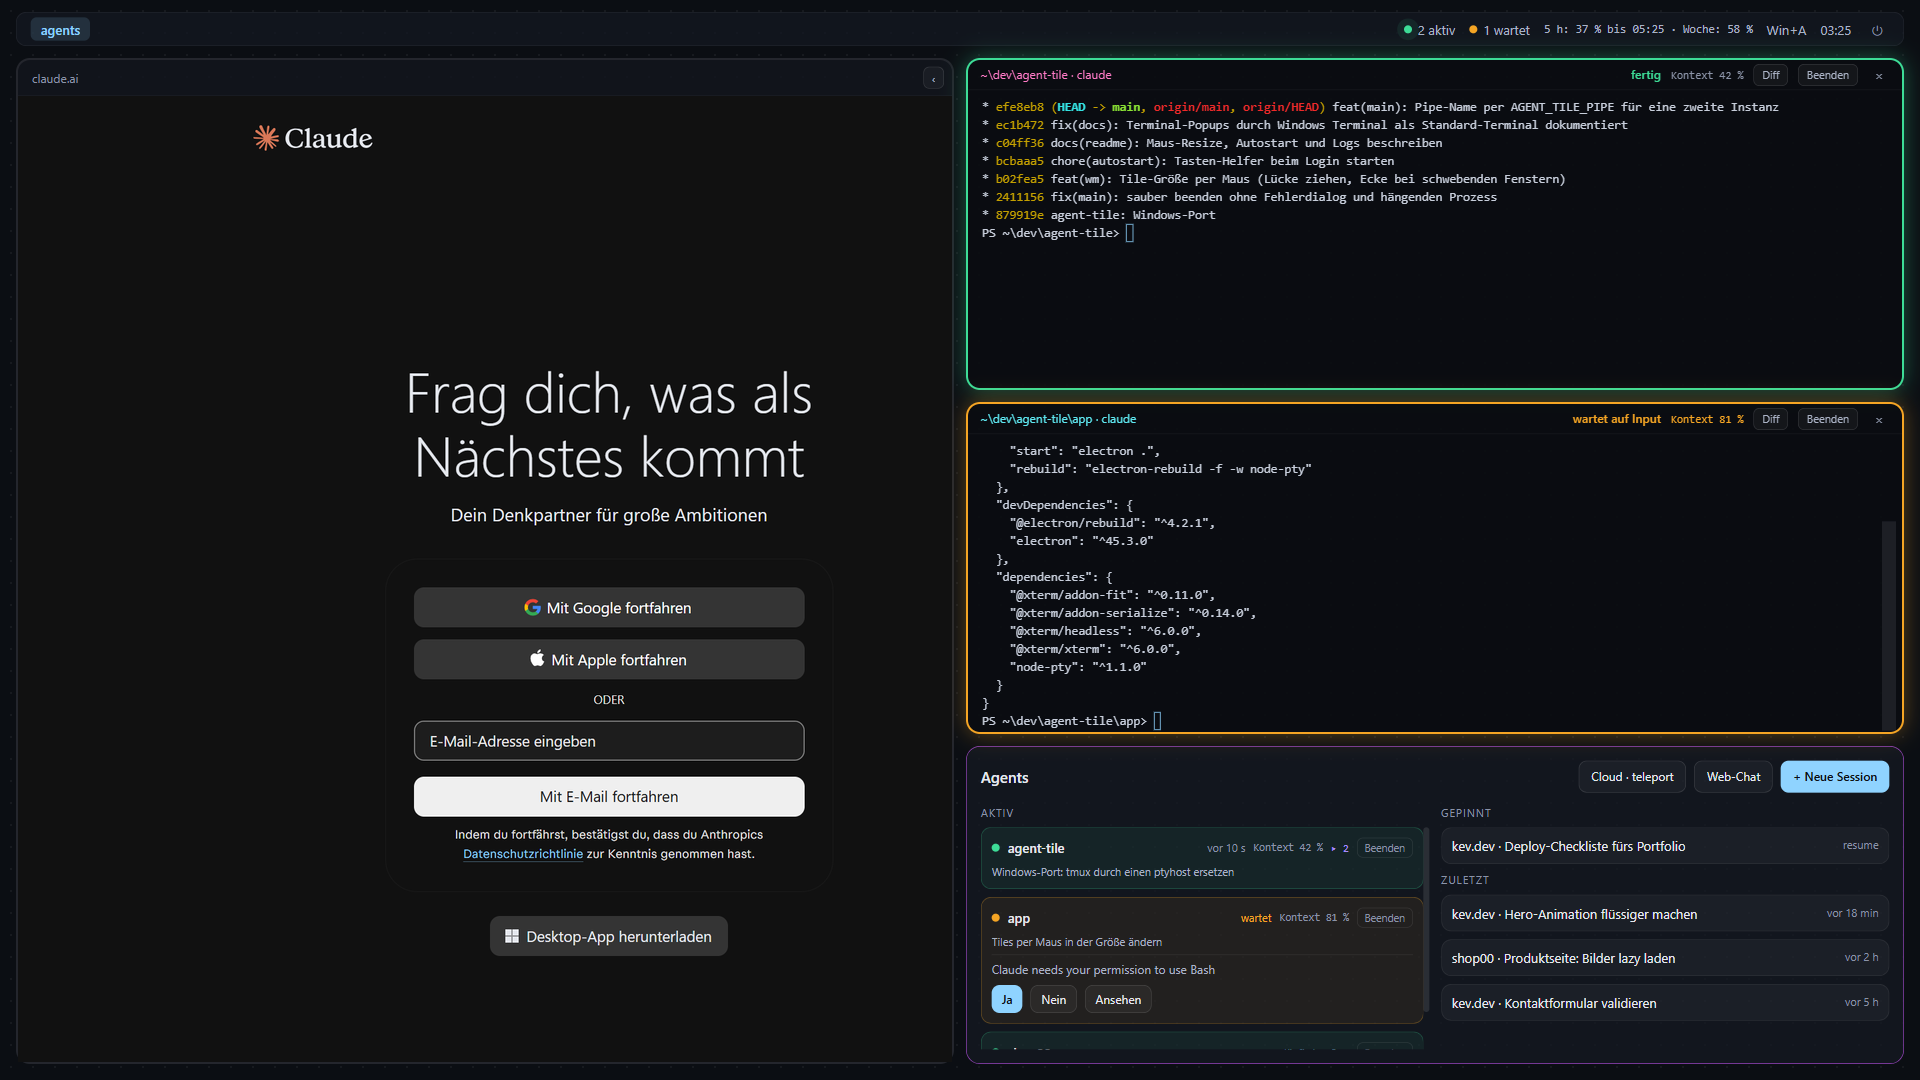 agents
2 aktiv 1 wartet 5 h: 37 % bis 05:25 · Woche: 58 % Win+A 03:25
claude.ai
Claude
Frag dich, was als
Nächstes kommt
Dein Denkpartner für große Ambitionen
Mit Google fortfahren
Mit Apple fortfahren
ODER
E-Mail-Adresse eingeben
Mit E-Mail fortfahren
Indem du fortfährst, bestätigst du, dass du Anthropics
Datenschutzrichtlinie zur Kenntnis genommen hast.
Desktop-App herunterladen
~\dev\agent-tile · claude fertig Kontext 42 % Diff Beenden ×
* efe8eb8 (HEAD -> main, origin/main, origin/HEAD) feat(main): Pipe-Name per AGENT_TILE_PIPE für eine zweite Instanz
* ec1b472 fix(docs): Terminal-Popups durch Windows Terminal als Standard-Terminal dokumentiert
* c04ff36 docs(readme): Maus-Resize, Autostart und Logs beschreiben
* bcbaaa5 chore(autostart): Tasten-Helfer beim Login starten
* b02fea5 feat(wm): Tile-Größe per Maus (Lücke ziehen, Ecke bei schwebenden Fenstern)
* 2411156 fix(main): sauber beenden ohne Fehlerdialog und hängenden Prozess
* 879919e agent-tile: Windows-Port
PS ~\dev\agent-tile>
~\dev\agent-tile\app · claude wartet auf Input Kontext 81 % Diff Beenden ×
"start": "electron .",
"rebuild": "electron-rebuild -f -w node-pty"
},
"devDependencies": {
"@electron/rebuild": "^4.2.1",
"electron": "^45.3.0"
},
"dependencies": {
"@xterm/addon-fit": "^0.11.0",
"@xterm/addon-serialize": "^0.14.0",
"@xterm/headless": "^6.0.0",
"@xterm/xterm": "^6.0.0",
"node-pty": "^1.1.0"
}
}
PS ~\dev\agent-tile\app>
Agents Cloud · teleport Web-Chat + Neue Session
AKTIV
agent-tile vor 10 s Kontext 42 % ▸ 2 Beenden
Windows-Port: tmux durch einen ptyhost ersetzen
app wartet Kontext 81 % Beenden
Tiles per Maus in der Größe ändern
Claude needs your permission to use Bash
Ja Nein Ansehen
GEPINNT
kev.dev · Deploy-Checkliste fürs Portfolio resume
ZULETZT
kev.dev · Hero-Animation flüssiger machen vor 18 min
shop00 · Produktseite: Bilder lazy laden vor 2 h
kev.dev · Kontaktformular validieren vor 5 h